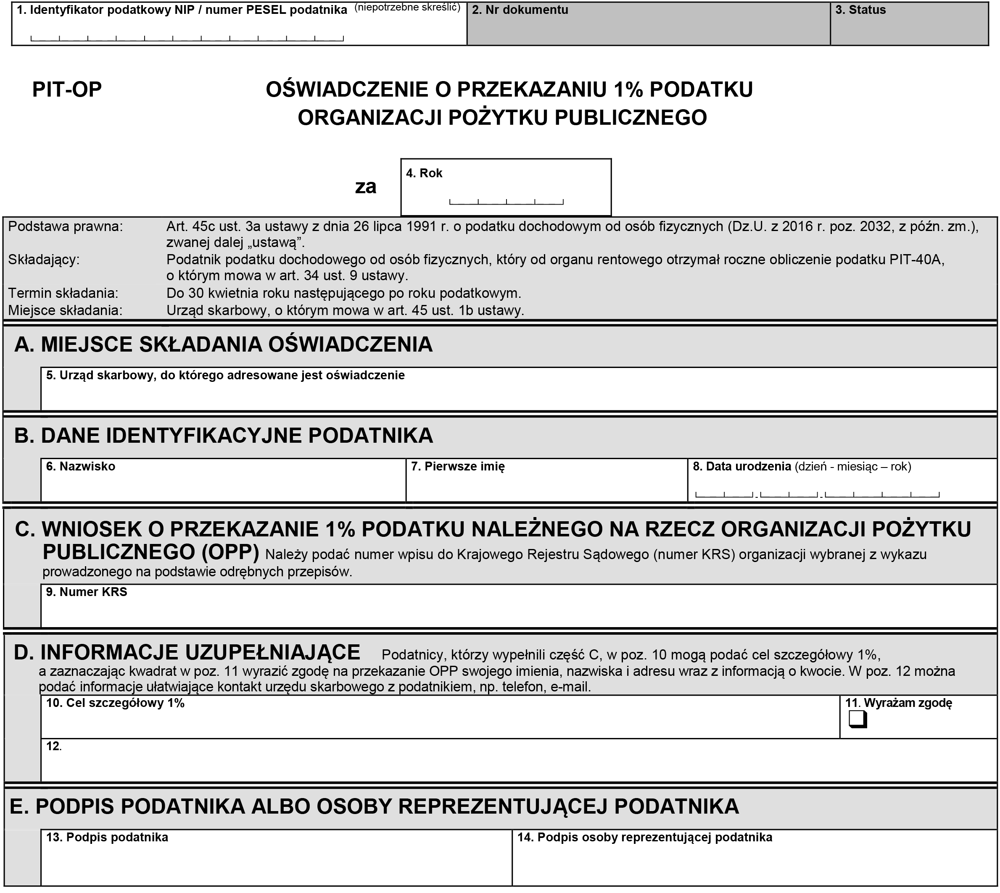 1. Identyfikator podatkowy NIP / numer PESEL podatnika (niepotrzebne skreślić)
2. Nr dokumentu
3. Status
PIT-OP
OŚWIADCZENIE O PRZEKAZANIU 1% PODATKU
ORGANIZACJI POŻYTKU PUBLICZNEGO
za
4. Rok
Podstawa prawna: Art. 45c ust. 3a ustawy z dnia 26 lipca 1991 r. o podatku dochodowym od osób fizycznych (Dz.U. z 2016 r. poz. 2032, z późn. zm.),
zwanej dalej „ustawą”.
Składający: Podatnik podatku dochodowego od osób fizycznych, który od organu rentowego otrzymał roczne obliczenie podatku PIT-40A,
o którym mowa w art. 34 ust. 9 ustawy.
Termin składania: Do 30 kwietnia roku następującego po roku podatkowym.
Miejsce składania: Urząd skarbowy, o którym mowa w art. 45 ust. 1b ustawy.
A. MIEJSCE SKŁADANIA OŚWIADCZENIA
5. Urząd skarbowy, do którego adresowane jest oświadczenie
B. DANE IDENTYFIKACYJNE PODATNIKA
6. Nazwisko
7. Pierwsze imię
8. Data urodzenia (dzień - miesiąc – rok)
C. WNIOSEK O PRZEKAZANIE 1% PODATKU NALEŻNEGO NA RZECZ ORGANIZACJI POŻYTKU
PUBLICZNEGO (OPP) Należy podać numer wpisu do Krajowego Rejestru Sądowego (numer KRS) organizacji wybranej z wykazu
prowadzonego na podstawie odrębnych przepisów.
9. Numer KRS
D. INFORMACJE UZUPEŁNIAJĄCE Podatnicy, którzy wypełnili część C, w poz. 10 mogą podać cel szczegółowy 1%,
a zaznaczając kwadrat w poz. 11 wyrazić zgodę na przekazanie OPP swojego imienia, nazwiska i adresu wraz z informacją o kwocie. W poz. 12 można
podać informacje ułatwiające kontakt urzędu skarbowego z podatnikiem, np. telefon, e-mail.
10. Cel szczegółowy 1%
11. Wyrażam zgodę
12.
E. PODPIS PODATNIKA ALBO OSOBY REPREZENTUJĄCEJ PODATNIKA
13. Podpis podatnika
14. Podpis osoby reprezentującej podatnika